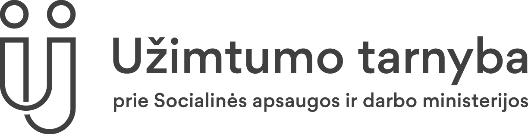 Užimtumo tarnyba
prie Socialinės apsaugos ir darbo ministerijos